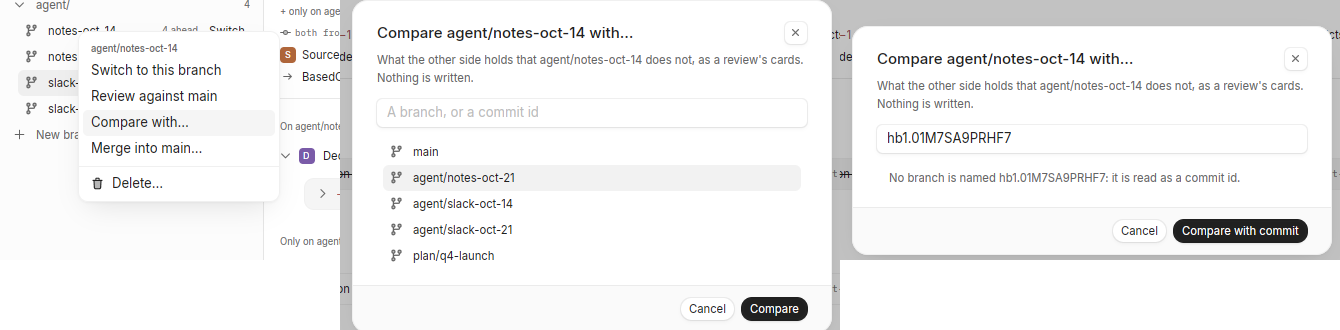 agent/
4
notes-oct-14
4 ahead
Switch
notes
slack-
slack-
New bra
agent/notes-oct-14
Switch to this branch
Review against main
Compare with...
Merge into main...
Delete...
+ only on age
both fro
S
Source
→ BasedO
On agent/note
D
Dec
Only on agent
Compare agent/notes-oct-14 with...
What the other side holds that agent/notes-oct-14 does not, as a review's cards.
Nothing is written.
A branch, or a commit id
main
agent/notes-oct-21
agent/slack-oct-14
agent/slack-oct-21
plan/q4-launch
Cancel
Compare
Compare agent/notes-oct-14 with...
What the other side holds that agent/notes-oct-14 does not, as a review's cards.
Nothing is written.
hb1.01M7SA9PRHF7
No branch is named hb1.01M7SA9PRHF7: it is read as a commit id.
Cancel
Compare with commit